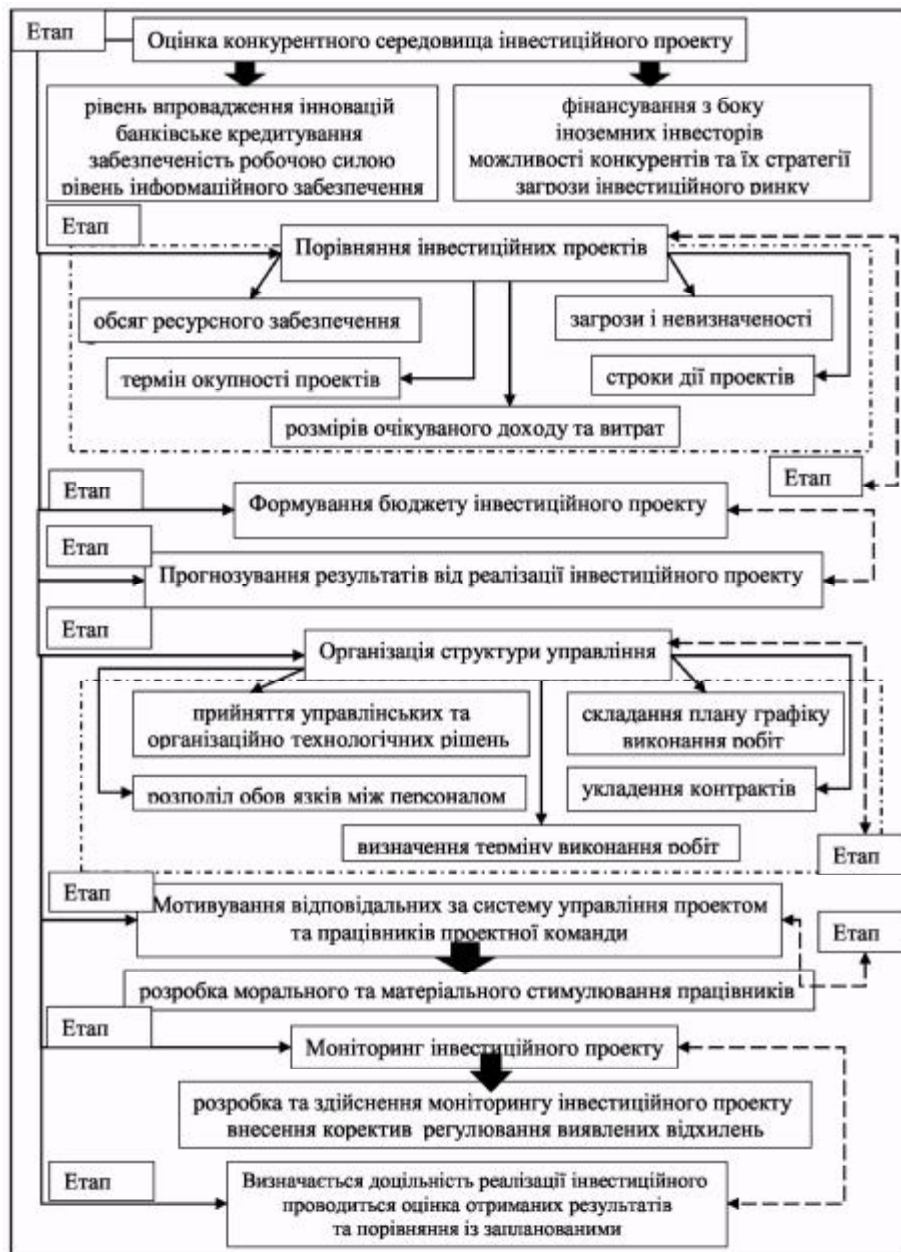 Етап
Оцінка конкурентного середовища інвестиційного проекту
рівень впровадження інновацій
банківське кредитування
забезпеченість робочою силою
рівень інформаційного забезпечення
фінансування з боку
іноземних інвесторів
можливості конкурентів та їх стратегії
загрози інвестиційного ринку
Етап
Порівняння інвестиційних проектів
обсяг ресурсного забезпечення
загрози і невизначеності
термін окупності проектів
строки дії проектів
розмірів очікуваного доходу та витрат
Етап
Етап
Формування бюджету інвестиційного проекту
Етап
Прогнозування результатів від реалізації інвестиційного проекту
Етап
Організація структури управління
прийняття управлінських та
організаційно технологічних рішень
складання плану графіку
виконання робіт
розподіл обов язків між персоналом
укладення контрактів
визначення терміну виконання робіт
Етап
Етап
Мотивування відповідальних за систему управління проектом
та працівників проектної команди
Етап
розробка морального та матеріального стимулювання працівників
Етап
Моніторинг інвестиційного проекту
розробка та здійснення моніторингу інвестиційного проекту
внесення коректив регулювання виявлених відхилень
Етап
Визначається доцільність реалізації інвестиційного
проводиться оцінка отриманих результатів
та порівняння із запланованими